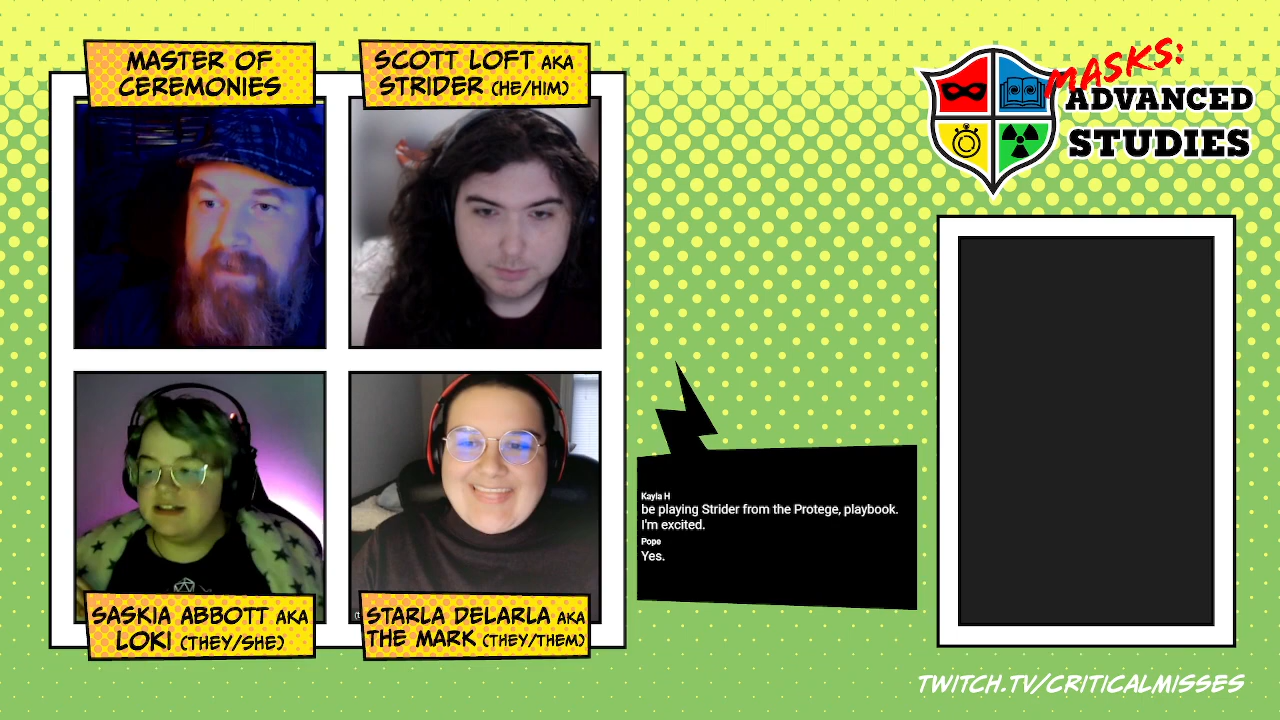 MASTER OF
CEREMONIES
SCOTT LOFT AKA
STRIDER (HE/HIM)
MASKS:
ADVANCED
STUDIES
Kayla H
be playing Strider from the Protege, playbook.
I'm excited.
Pope
Yes.
SASKIA ABBOTT AKA
LOKI (THEY/SHE)
STARLA DELARLA AKA
THE MARK (THEY/THEM)
TWITCH.TV/CRITICALMISSES